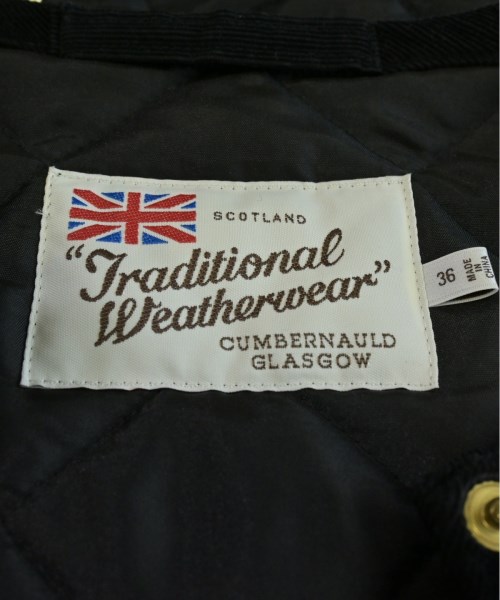 SCOTLAND
"Traditional
Weatherwear"
CUMBERNAULD
GLASGOW
36
MADE
IN
CHINA